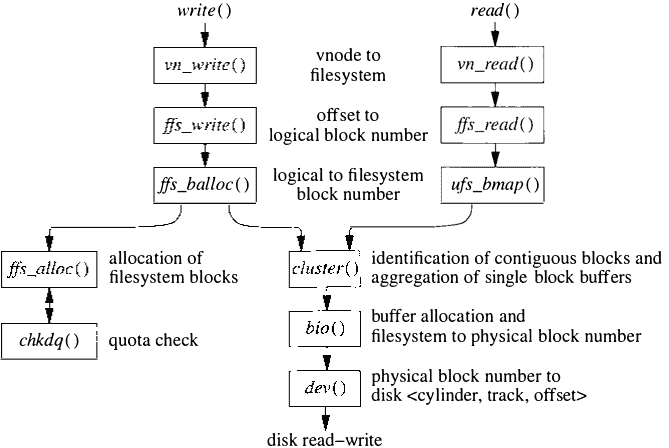 write()
read()
vn_write()
vnode to
filesystem
vn_read()
ffs_write()
offset to
logical block number
ffs_read()
ffs_balloc()
logical to filesystem
block number
ufs_bmap()
ffs_alloc()
allocation of
filesystem blocks
cluster()
identification of contiguous blocks and
aggregation of single block buffers
chkdq()
quota check
bio()
buffer allocation and
filesystem to physical block number
dev()
physical block number to
disk <cylinder, track, offset>
disk read–write